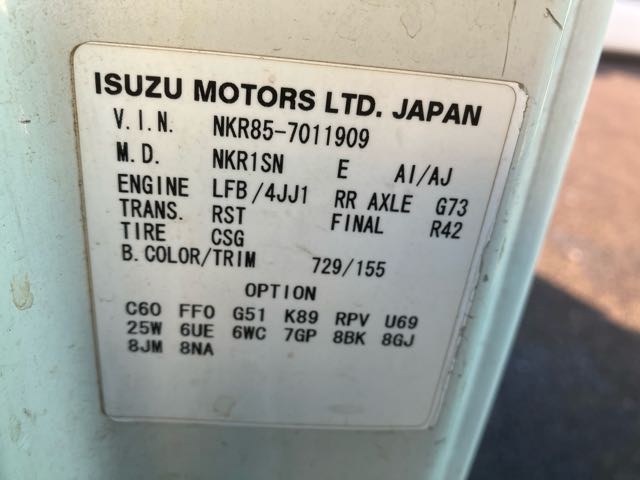 ISUZU MOTORS LTD. JAPAN
V.I.N. NKR85-7011909
M.D. NKR1SN E AI/AJ
ENGINE LFB/4JJ1 RR AXLE G73
TRANS. RST FINAL R42
TIRE CSG
B.COLOR/TRIM 729/155
OPTION
C60 FFO G51 K89 RPV U69
25W 6UE 6WC 7GP 8BK 8GJ
8JM 8NA